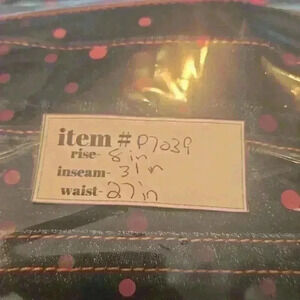 item # P7039
rise- 8 in
inseam- 31 in
waist- 27 in